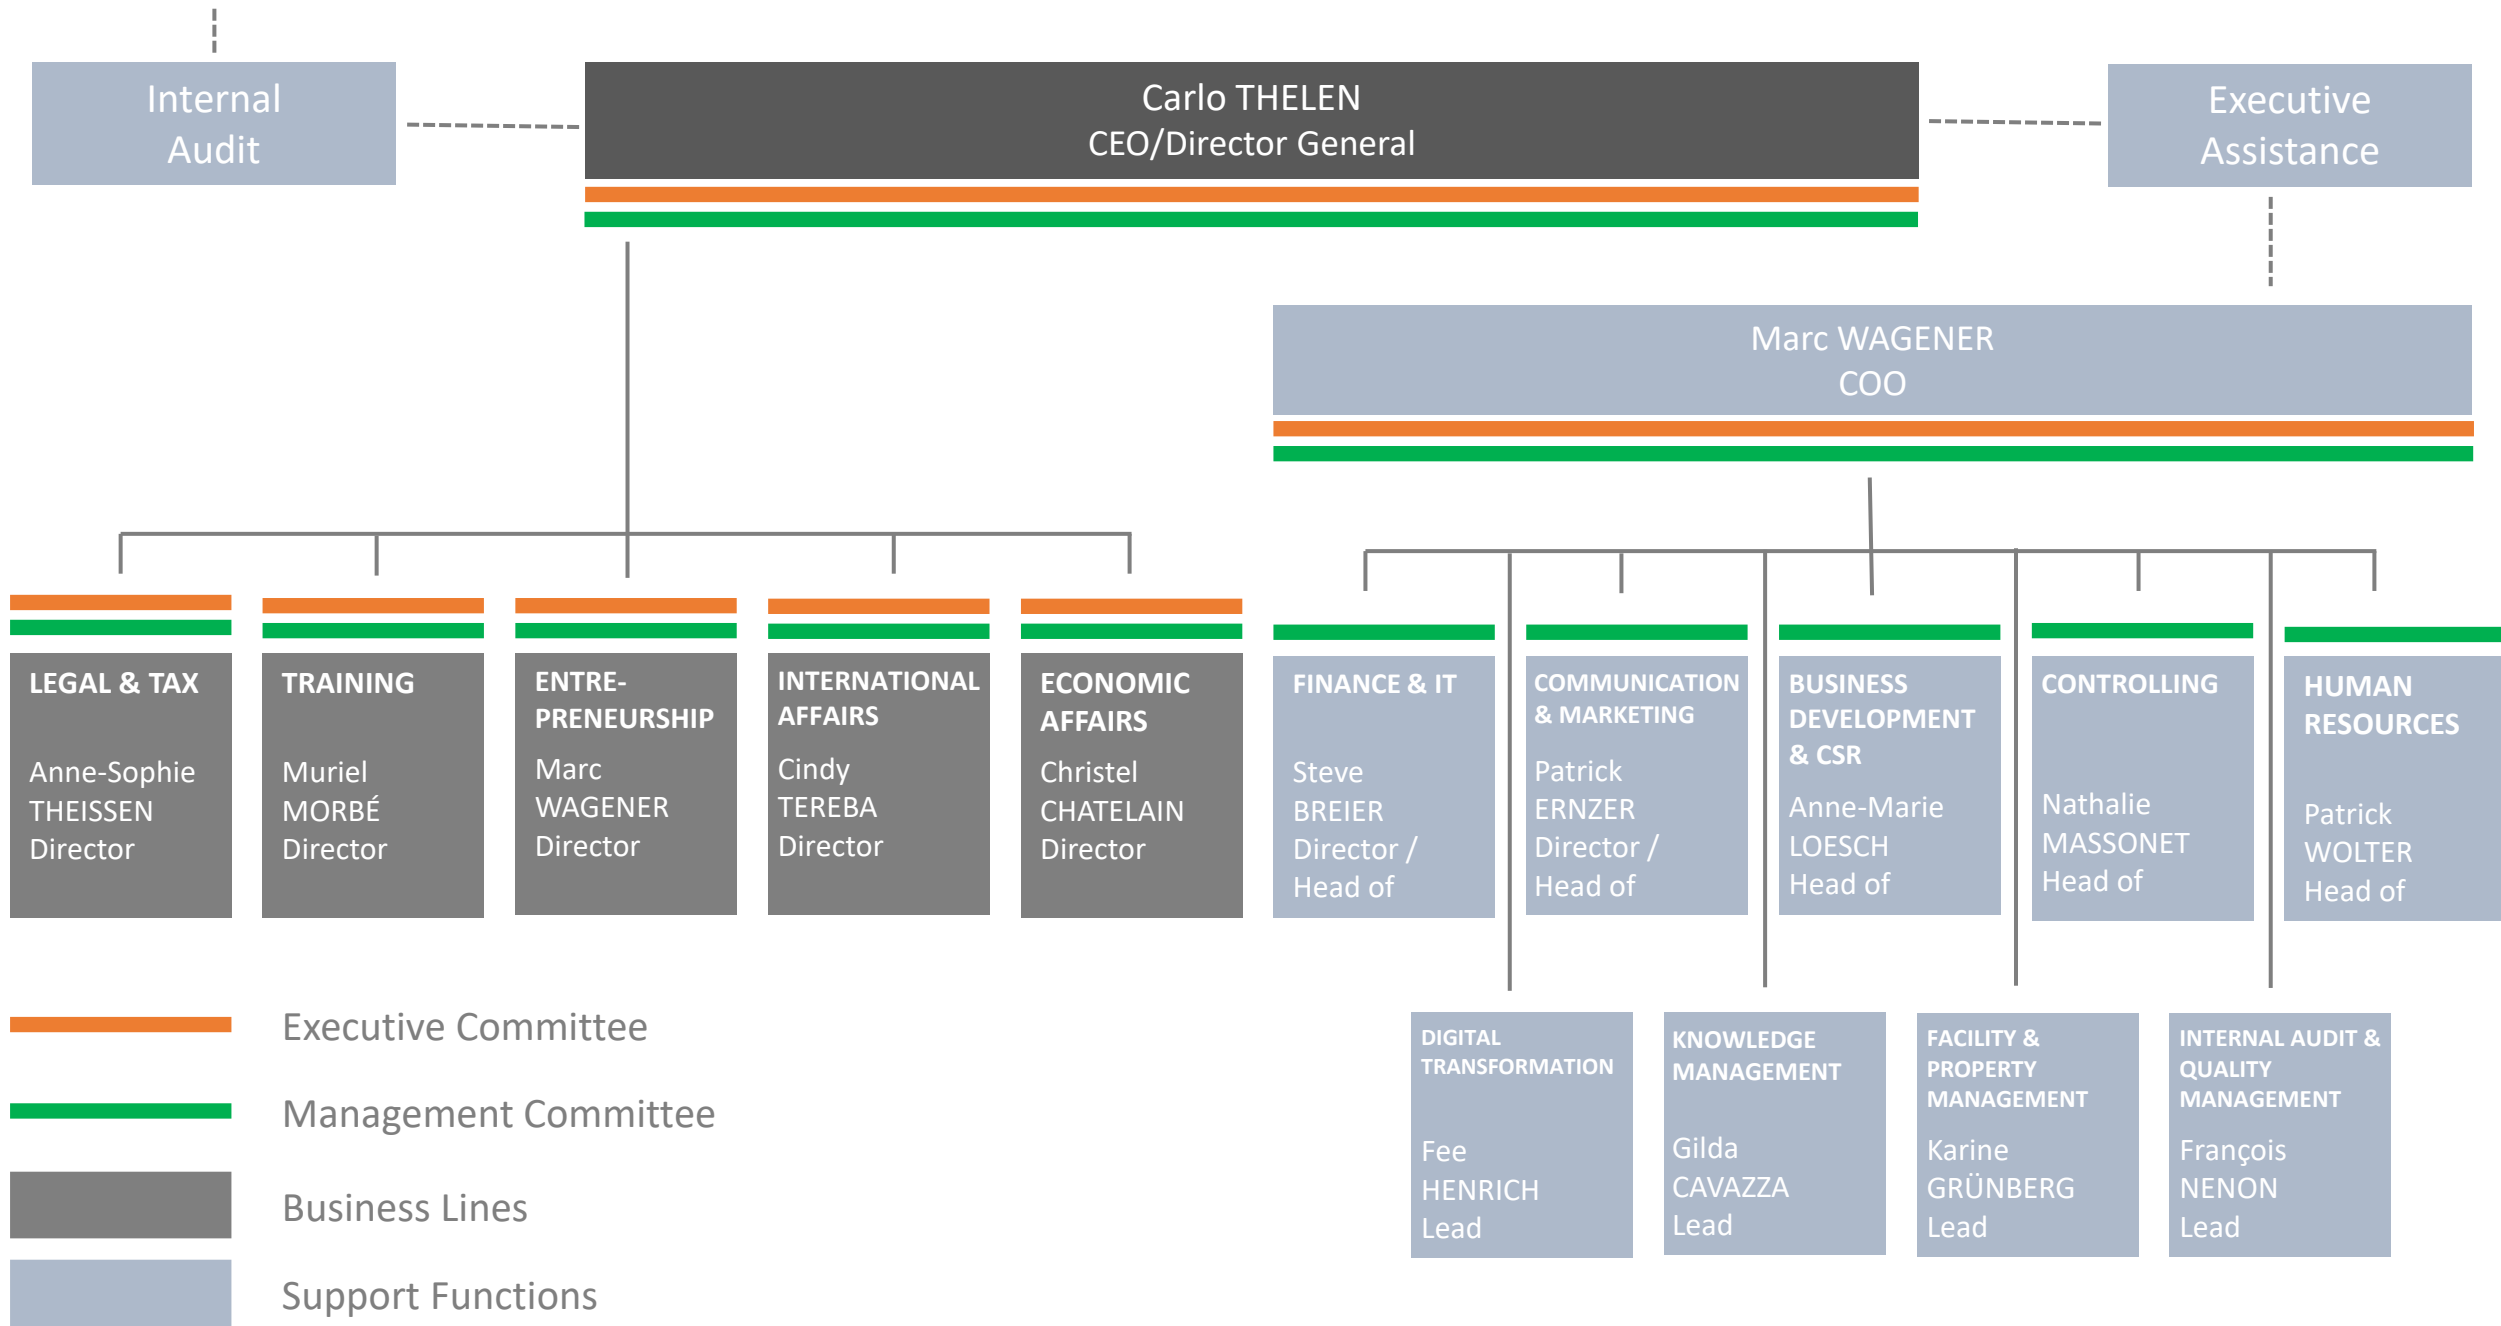 Internal
Audit
Carlo THELEN
CEO/Director General
Executive
Assistance
Marc WAGENER
COO
LEGAL & TAX
Anne-Sophie
THEISSEN
Director
TRAINING
Muriel
MORBÉ
Director
ENTRE-
PRENEURSHIP
Marc
WAGENER
Director
INTERNATIONAL
AFFAIRS
Cindy
TEREBA
Director
ECONOMIC
AFFAIRS
Christel
CHATELAIN
Director
FINANCE & IT
Steve
BREIER
Director /
Head of
COMMUNICATION
& MARKETING
Patrick
ERNZER
Director /
Head of
BUSINESS
DEVELOPMENT
& CSR
Anne-Marie
LOESCH
Head of
CONTROLLING
Nathalie
MASSONET
Head of
HUMAN
RESOURCES
Patrick
WOLTER
Head of
DIGITAL
TRANSFORMATION
Fee
HENRICH
Lead
KNOWLEDGE
MANAGEMENT
Gilda
CAVAZZA
Lead
FACILITY &
PROPERTY
MANAGEMENT
Karine
GRÜNBERG
Lead
INTERNAL AUDIT &
QUALITY
MANAGEMENT
François
NENON
Lead
Executive Committee
Management Committee
Business Lines
Support Functions